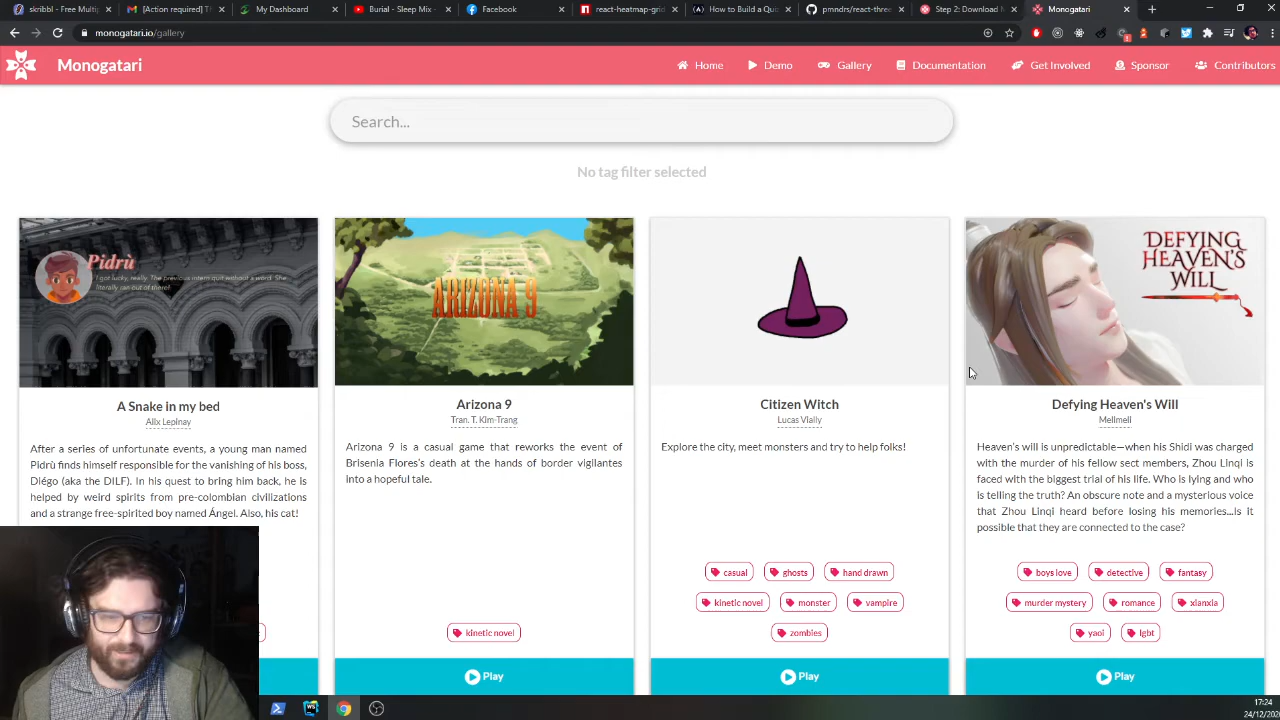 skribbl - Free Mult
[Action required] T
My Dashboard
Burial - Sleep Mix
Facebook
react-heatmap-grid
How to Build a Qui
pmndrs/react-three
Step 2: Download M
Monogatari
monogatari.io/gallery
Monogatari
Home
Demo
Gallery
Documentation
Get Involved
Sponsor
Contributors
Search...
No tag filter selected
Pidrù
I got lucky, really. The previous intern quit without a word. She
literally ran out of there!
ARIZONA 9
DEFYING
HEAVEN'S
WILL
A Snake in my bed
Alix Lepinay
After a series of unfortunate events, a young man named
Pidrù finds himself responsible for the vanishing of his boss,
Diégo (aka the DILF). In his quest to bring him back, he is
helped by weird spirits from pre-colombian civilizations
and a strange free-spirited boy named Ángel. Also, his cat!
Arizona 9
Tran. T. Kim-Trang
Arizona 9 is a casual game that reworks the event of
Brisenia Flores's death at the hands of border vigilantes
into a hopeful tale.
kinetic novel
Play
Citizen Witch
Lucas Vially
Explore the city, meet monsters and try to help folks!
casual ghosts hand drawn
kinetic novel monster vampire
zombies
Play
Defying Heaven's Will
Melimeli
Heaven's will is unpredictable—when his Shidi was charged
with the murder of his fellow sect members, Zhou Linqi is
faced with the biggest trial of his life. Who is lying and who
is telling the truth? An obscure note and a mysterious voice
that Zhou Linqi heard before losing his memories...is it
possible that they are connected to the case?
boys love detective fantasy
murder mystery romance xianxia
yaoi lgbt
Play
17:24
24/12/202